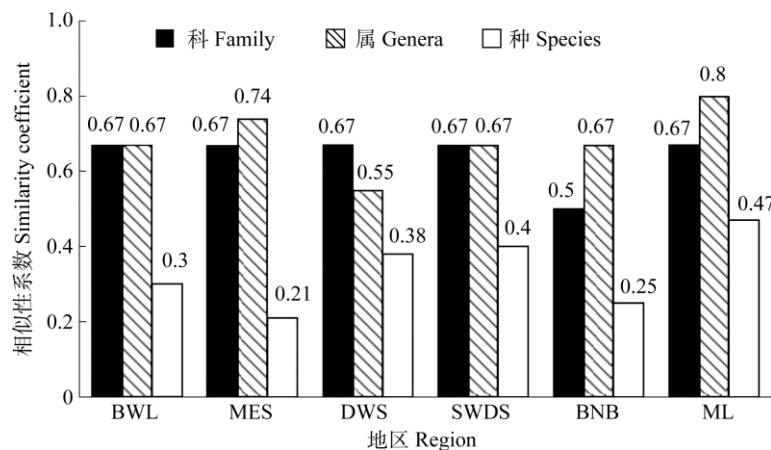 相似性系数 Similarity coefficient
1.0
0.8
0.6
0.4
0.2
0
科 Family 属 Genera 种 Species
0.67 0.67 0.3
0.67 0.74 0.21
0.67 0.55 0.38
0.67 0.67 0.4
0.5 0.67 0.25
0.67 0.8 0.47
BWL MES DWS SWDS BNB ML
地区 Region